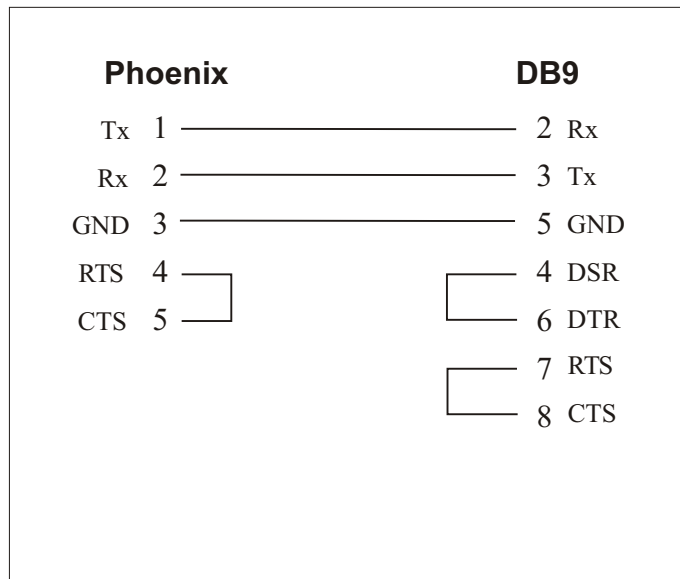 Phoenix DB9
Tx 1 2 Rx
Rx 2 3 Tx
GND 3 5 GND
RTS 4 4 DSR
CTS 5 6 DTR
7 RTS
8 CTS